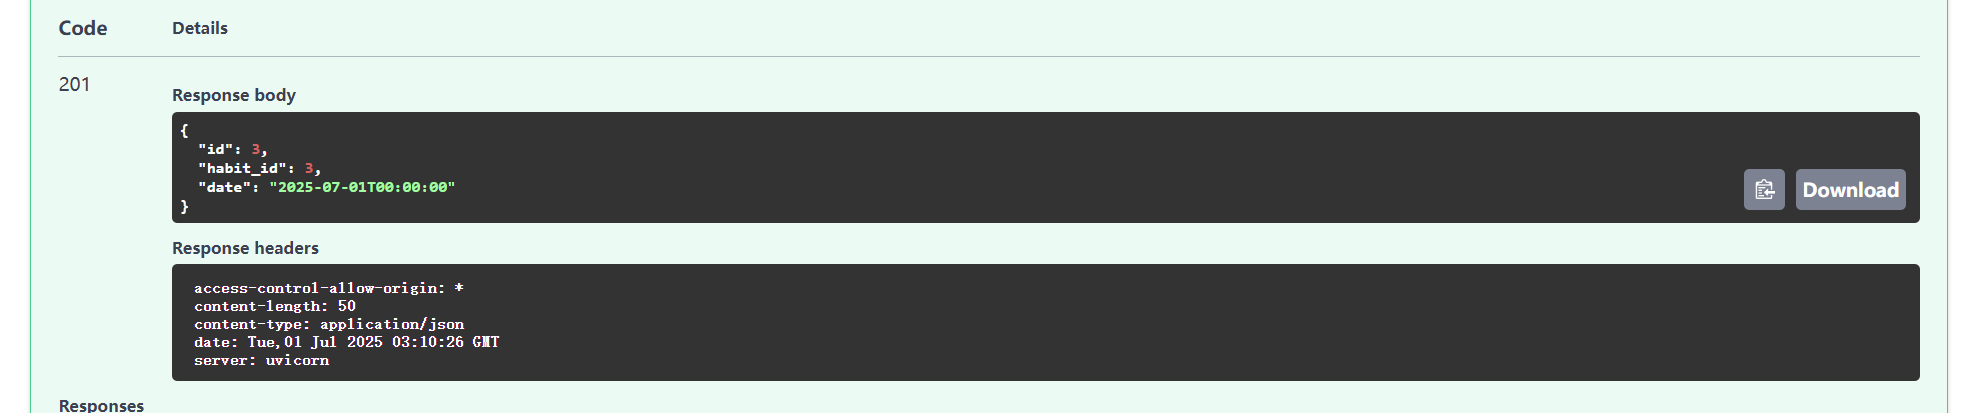 Code Details
201
Response body
{
"id": 3,
"habit_id": 3,
"date": "2025-07-01T00:00:00"
}
Download
Response headers
access-control-allow-origin: *
content-length: 50
content-type: application/json
date: Tue,01 Jul 2025 03:10:26 GMT
server: uvicorn
Responses